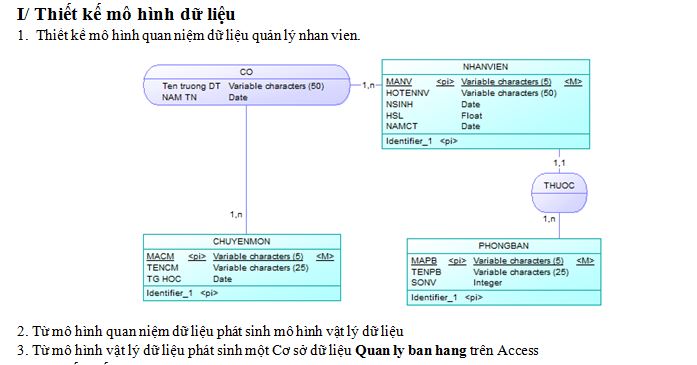 I/ Thiết kế mô hình dữ liệu
1. Thiết kế mô hình quan niệm dữ liệu quản lý nhan vien.
CO
Ten truong DT Variable characters (50)
NAM TN Date
1,n
NHANVIEN
MANV <pi> Variable characters (5) <M>
HOTENNV Variable characters (50)
NSINH Date
HSL Float
NAMCT Date
Identifier_1 <pi>
1,1
THUOC
1,n
1,n
CHUYENMON
MACM <pi> Variable characters (5) <M>
TENCM Variable characters (25)
TG HOC Date
Identifier_1 <pi>
PHONGBAN
MAPB <pi> Variable characters (5) <M>
TENPB Variable characters (25)
SONV Integer
Identifier_1 <pi>
2. Từ mô hình quan niệm dữ liệu phát sinh mô hình vật lý dữ liệu
3. Từ mô hình vật lý dữ liệu phát sinh một Cơ sở dữ liệu Quan ly ban hang trên Access